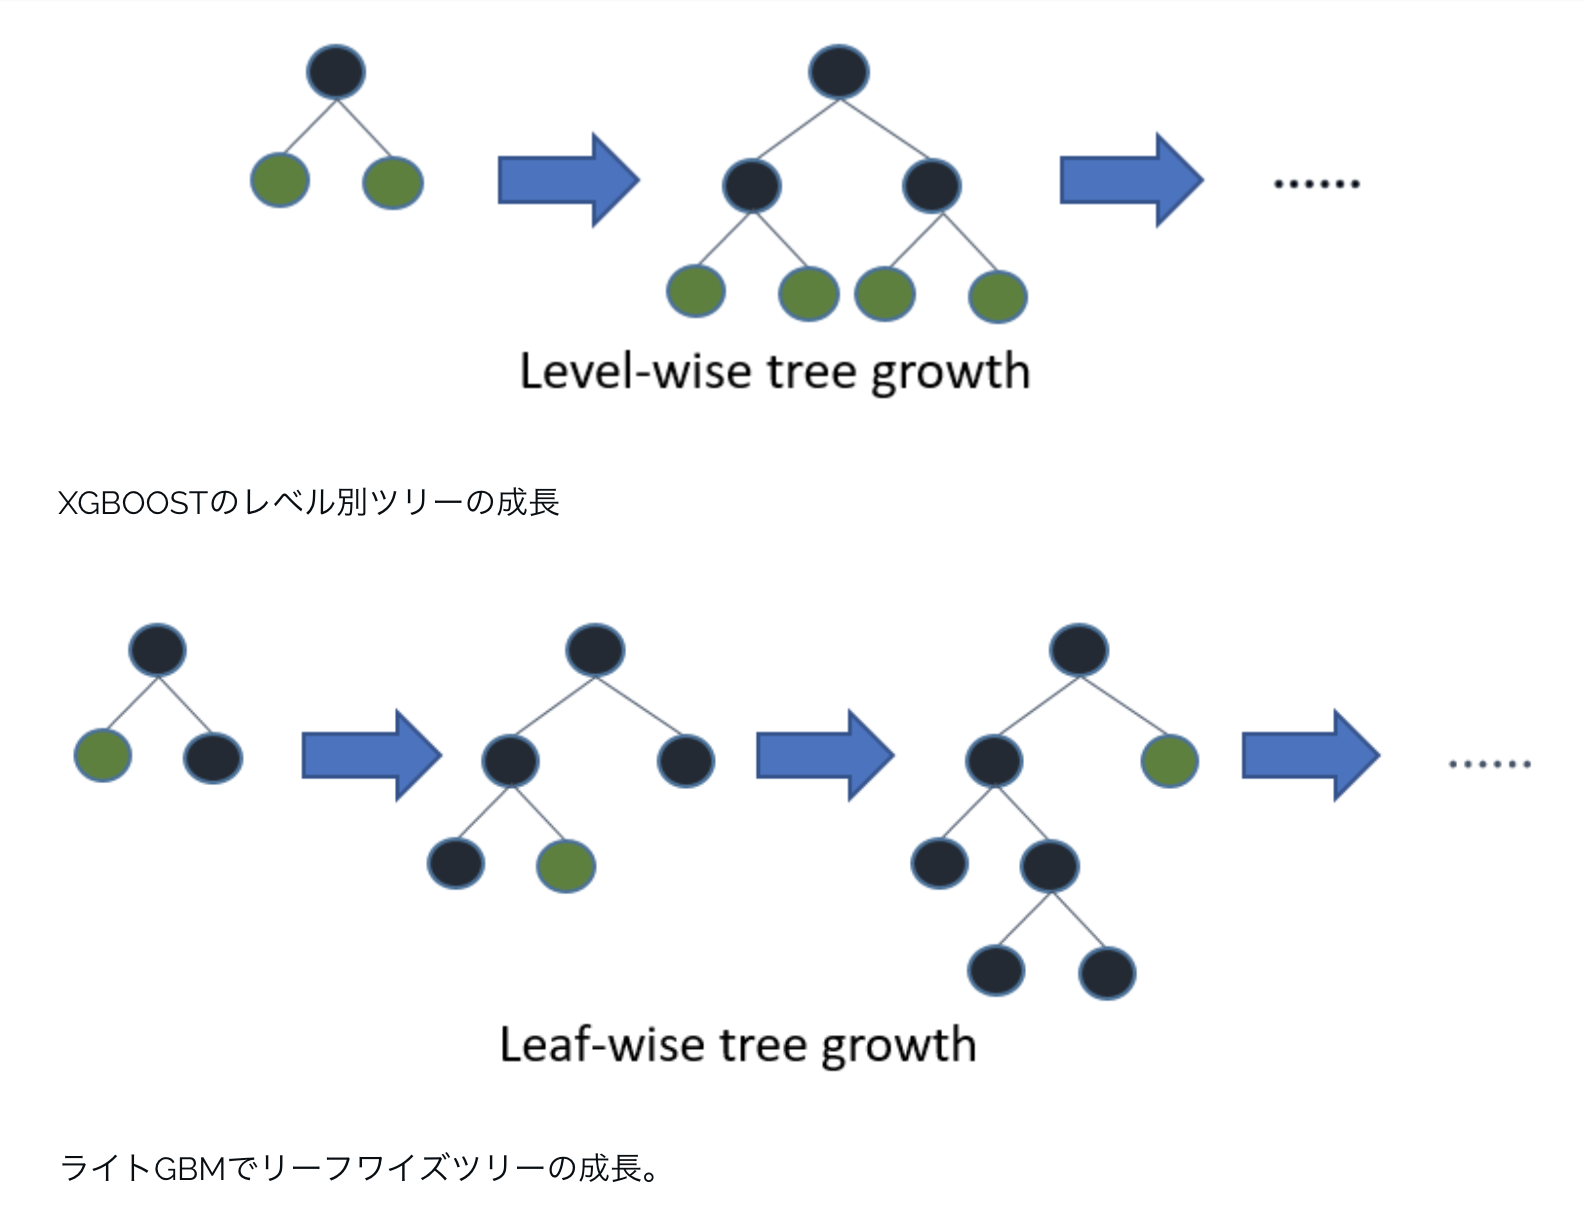 ......
Level-wise tree growth
XGBOOSTのレベル別ツリーの成長
......
Leaf-wise tree growth
ライトGBMでリーフワイズツリーの成長。